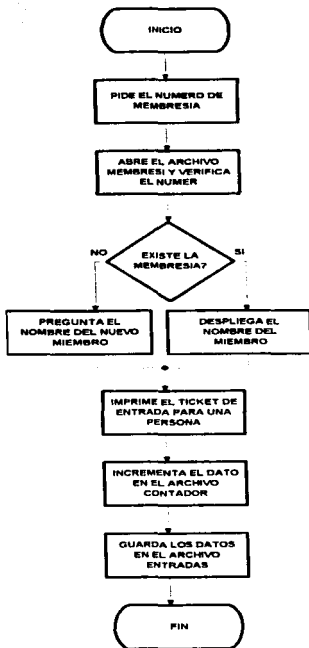 INICIO
PIDE EL NUMERO DE
MEMBRESIA
ABRE EL ARCHIVO
MEMBRESI Y VERIFICA
EL NUMER
NO
EXISTE LA
MEMBRESIA?
SI
PREGUNTA EL
NOMBRE DEL NUEVO
MIEMBRO
DESPLIEGA EL
NOMBRE DEL
MIEMBRO
IMPRIME EL TICKET DE
ENTRADA PARA UNA
PERSONA
INCREMENTA EL DATO
EN EL ARCHIVO
CONTADOR
GUARDA LOS DATOS
EN EL ARCHIVO
ENTRADAS
FIN